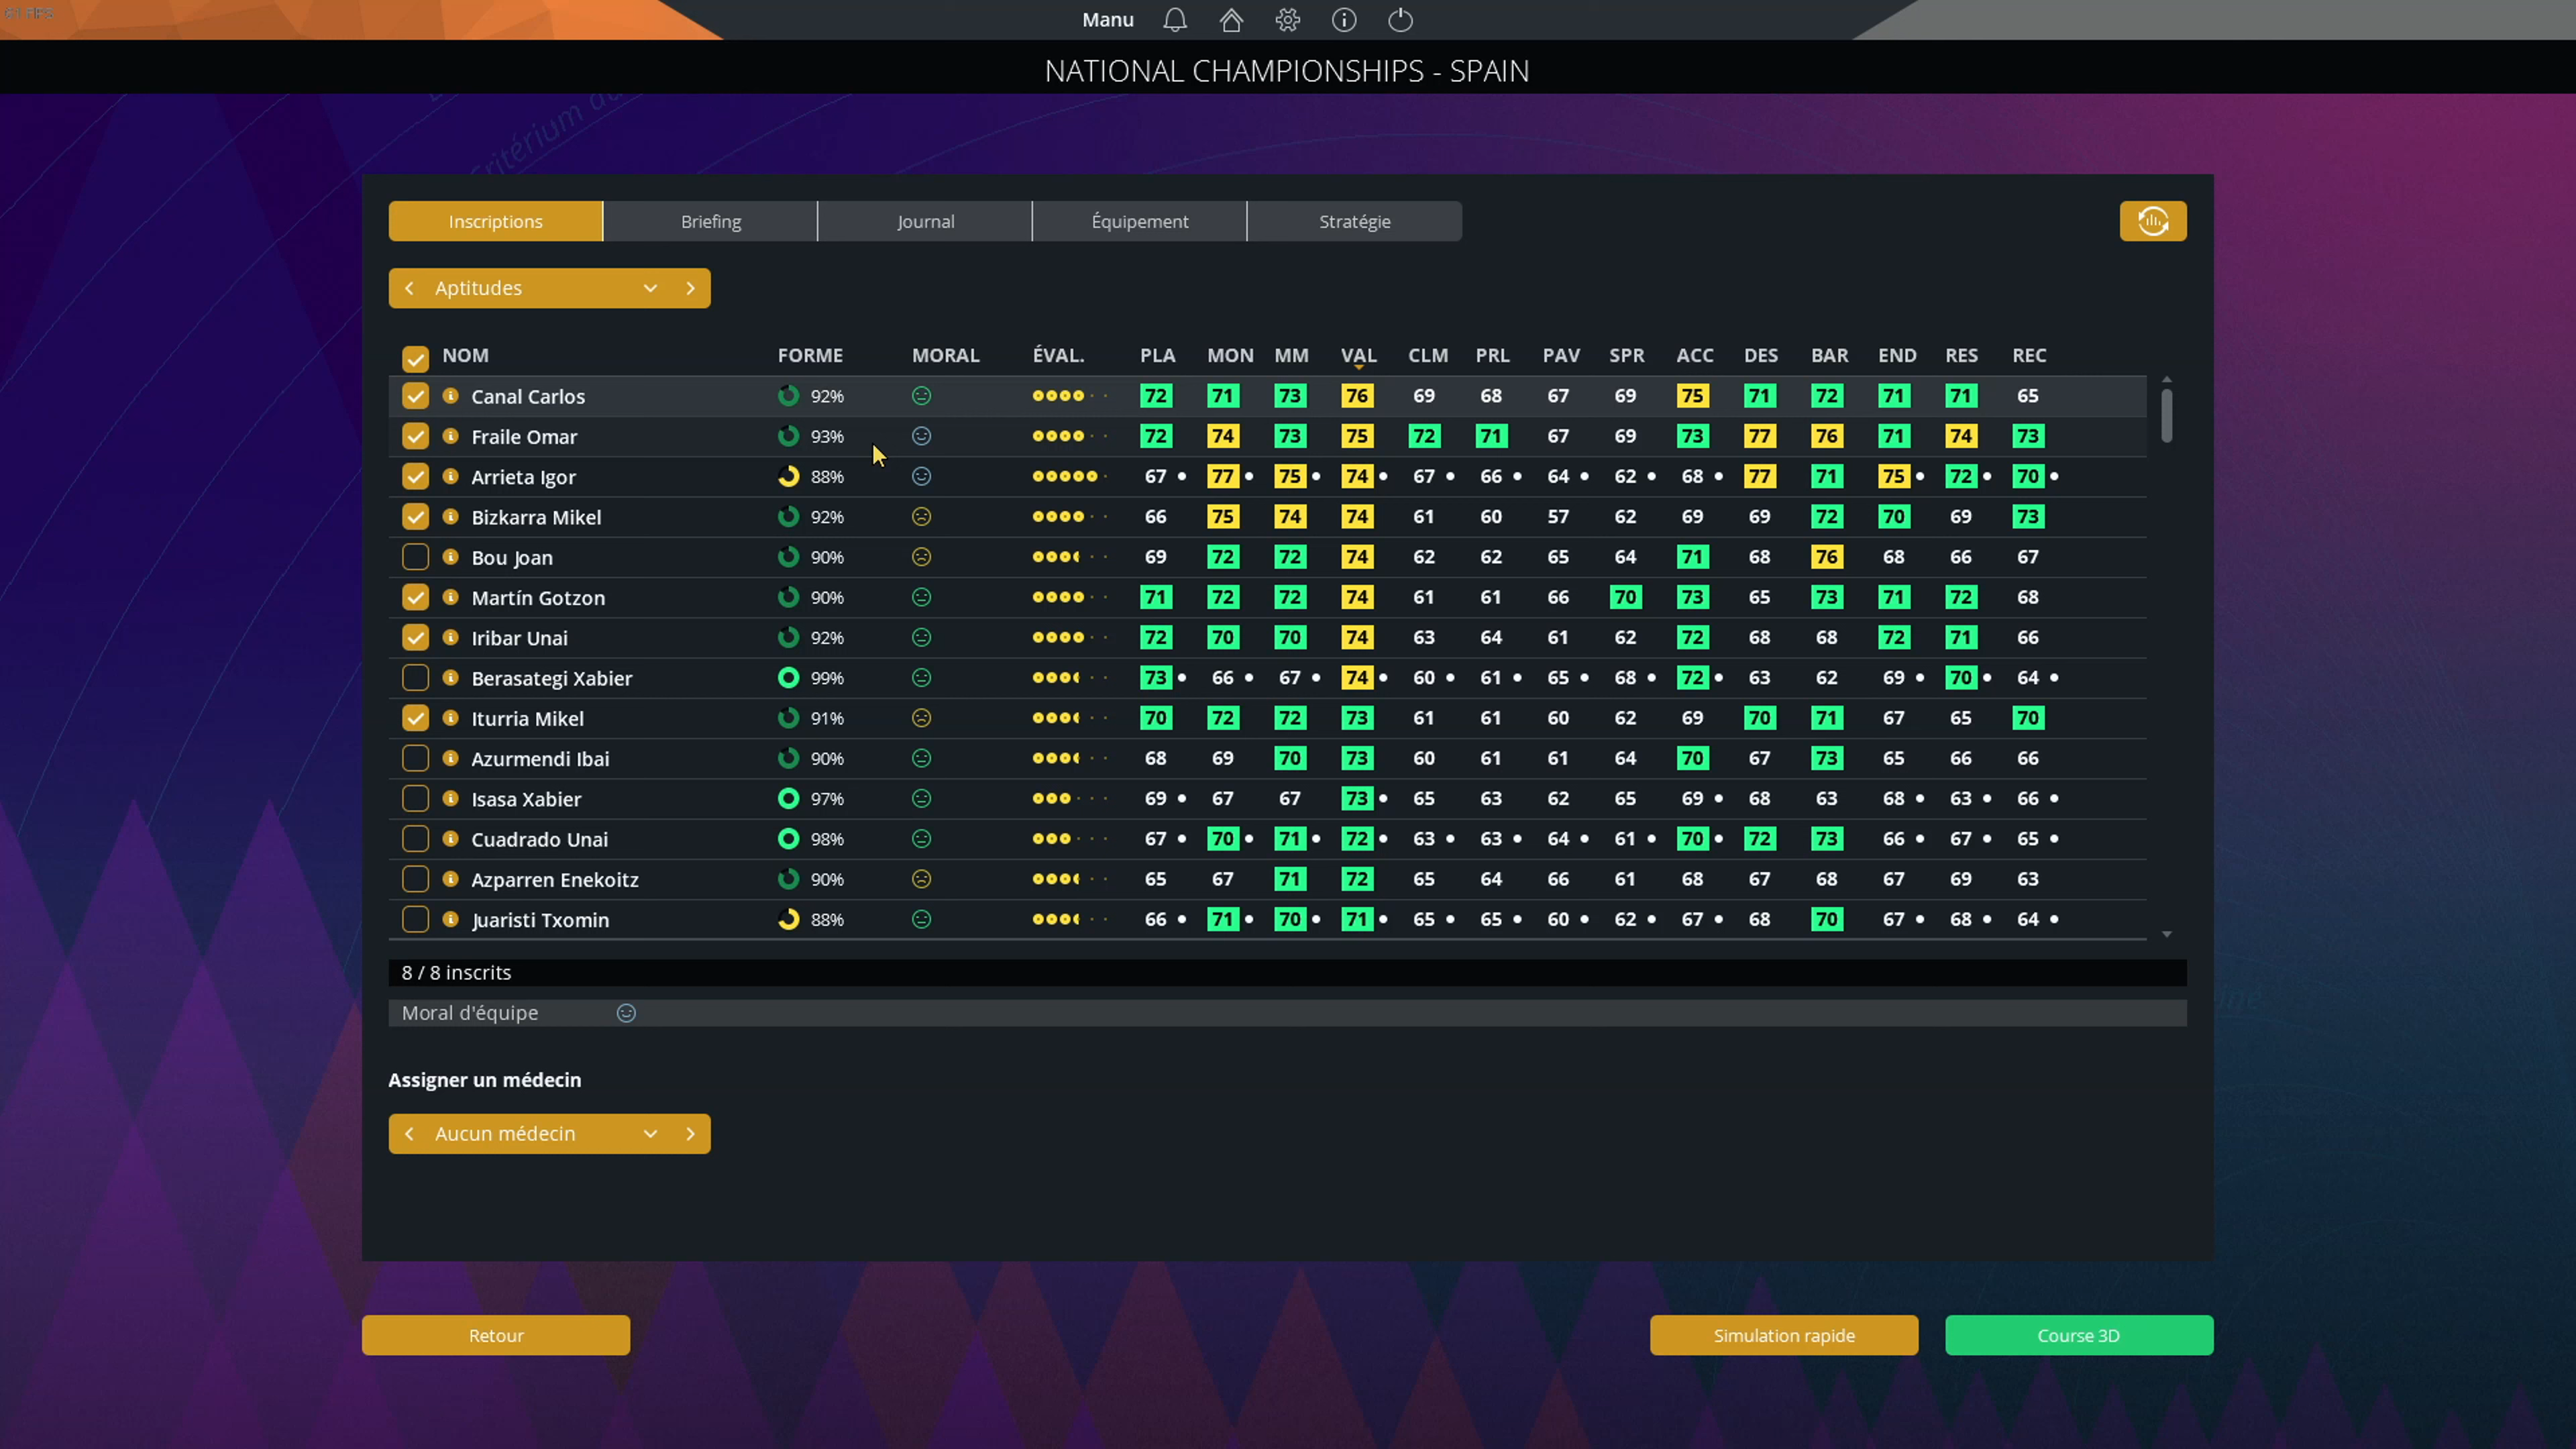 61 FPS
Manu
NATIONAL CHAMPIONSHIPS - SPAIN
Inscriptions Briefing Journal Équipement Stratégie
Aptitudes
NOM FORME MORAL ÉVAL. PLA MON MM VAL CLM PRL PAV SPR ACC DES BAR END RES REC
Canal Carlos 92% 72 71 73 76 69 68 67 69 75 71 72 71 71 65
Fraile Omar 93% 72 74 73 75 72 71 67 69 73 77 76 71 74 73
Arrieta Igor 88% 67 77 75 74 67 66 64 62 68 77 71 75 72 70
Bizkarra Mikel 92% 66 75 74 74 61 60 57 62 69 69 72 70 69 73
Bou Joan 90% 69 72 72 74 62 62 65 64 71 68 76 68 66 67
Martín Gotzon 90% 71 72 72 74 61 61 66 70 73 65 73 71 72 68
Iribar Unai 92% 72 70 70 74 63 64 61 62 72 68 68 72 71 66
Berasategi Xabier 99% 73 66 67 74 60 61 65 68 72 63 62 69 70 64
Iturria Mikel 91% 70 72 72 73 61 61 60 62 69 70 71 67 65 70
Azurmendi Ibai 90% 68 69 70 73 60 61 61 64 70 67 73 65 66 66
Isasa Xabier 97% 69 67 67 73 65 63 62 65 69 68 63 68 63 66
Cuadrado Unai 98% 67 70 71 72 63 63 64 61 70 72 73 66 67 65
Azparren Enekoitz 90% 65 67 71 72 65 64 66 61 68 67 68 67 69 63
Juaristi Txomin 88% 66 71 70 71 65 65 60 62 67 68 70 67 68 64
8 / 8 inscrits
Moral d'équipe
Assigner un médecin
Aucun médecin
Retour Simulation rapide Course 3D